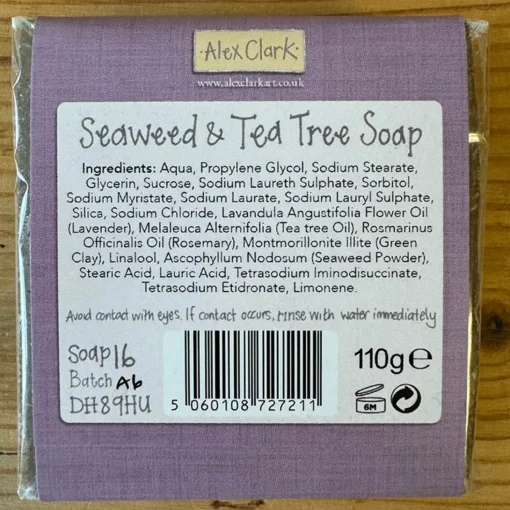 Alex Clark
www.alexclarkart.co.uk
Seaweed & Tea Tree Soap
Ingredients: Aqua, Propylene Glycol, Sodium Stearate,
Glycerin, Sucrose, Sodium Laureth Sulphate, Sorbitol,
Sodium Myristate, Sodium Laurate, Sodium Lauryl Sulphate,
Silica, Sodium Chloride, Lavandula Angustifolia Flower Oil
(Lavender), Melaleuca Alternifolia (Tea tree Oil), Rosmarinus
Officinalis Oil (Rosemary), Montmorillonite Illite (Green
Clay), Linalool, Ascophyllum Nodosum (Seaweed Powder),
Stearic Acid, Lauric Acid, Tetrasodium Iminodisuccinate,
Tetrasodium Etidronate, Limonene.
Avoid contact with eyes. If contact occurs, rinse with water immediately
Soap16
Batch A6
DH89HU
5 060108 727211
110g e
6M